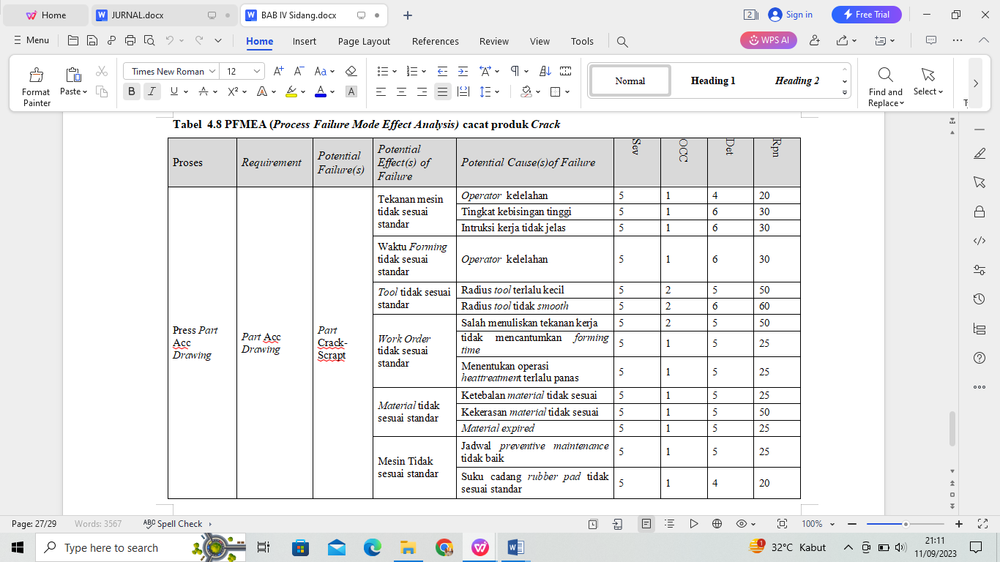 Home
JURNAL.docx
BAB IV Sidang.docx
2
Sign in
Free Trial
Menu
Home
Insert
Page Layout
References
Review
View
Tools
WPS AI
Format Painter
Paste
Times New Roman
12
Normal
Heading 1
Heading 2
Find and Replace
Select
Tabel 4.8 PFMEA (Process Failure Mode Effect Analysis) cacat produk Crack
Proses
Requirement
Potential Failure(s)
Potential Effect(s) of Failure
Potential Cause(s)of Failure
Sev
OCC
Det
Rpn
Press Part Acc Drawing
Part Acc Drawing
Part Crack-Scrapt
Tekanan mesin tidak sesuai standar
Operator kelelahan 5 1 4 20
Tingkat kebisingan tinggi 5 1 6 30
Intruksi kerja tidak jelas 5 1 6 30
Waktu Forming tidak sesuai standar
Operator kelelahan 5 1 6 30
Tool tidak sesuai standar
Radius tool terlalu kecil 5 2 5 50
Radius tool tidak smooth 5 2 6 60
Work Order tidak sesuai standar
Salah menuliskan tekanan kerja 5 2 5 50
tidak mencantumkan forming time 5 1 5 25
Menentukan operasi heattreatment terlalu panas 5 1 5 25
Material tidak sesuai standar
Ketebalan material tidak sesuai 5 1 5 25
Kekerasan material tidak sesuai 5 1 5 50
Material expired 5 1 5 25
Mesin Tidak sesuai standar
Jadwal preventive maintenance tidak baik 5 1 5 25
Suku cadang rubber pad tidak sesuai standar 5 1 4 20
Page: 27/29
Words: 3567
Spell Check
100%
Type here to search
32°C Kabut
21:11
11/09/2023